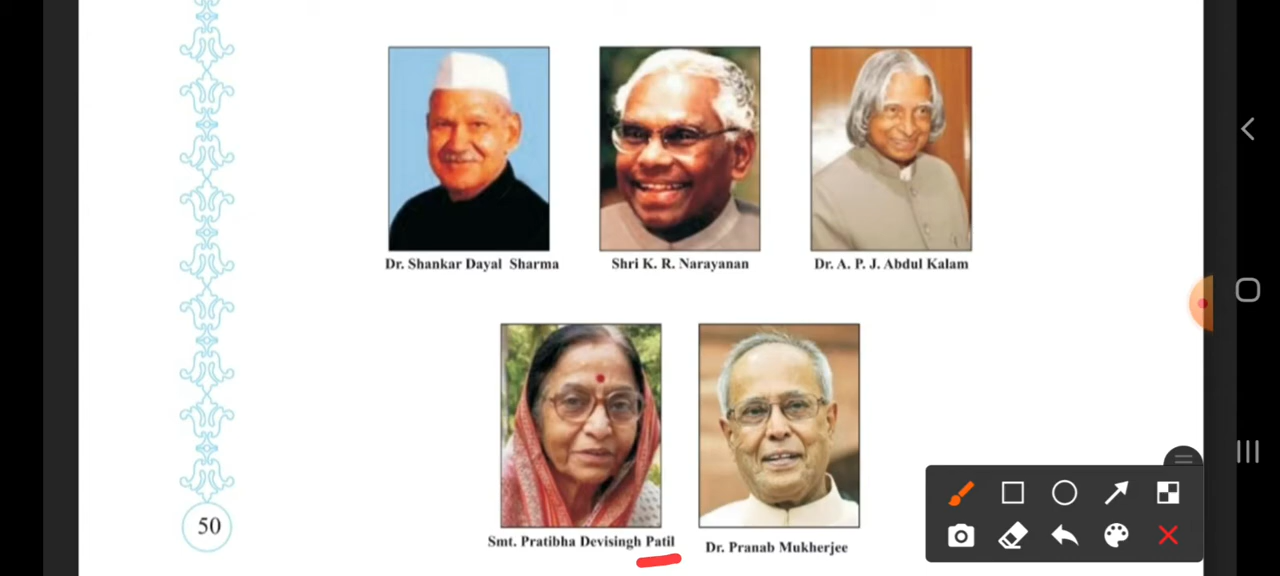 Dr. Shankar Dayal Sharma
Shri K. R. Narayanan
Dr. A. P. J. Abdul Kalam
Smt. Pratibha Devisingh Patil
Dr. Pranab Mukherjee
50